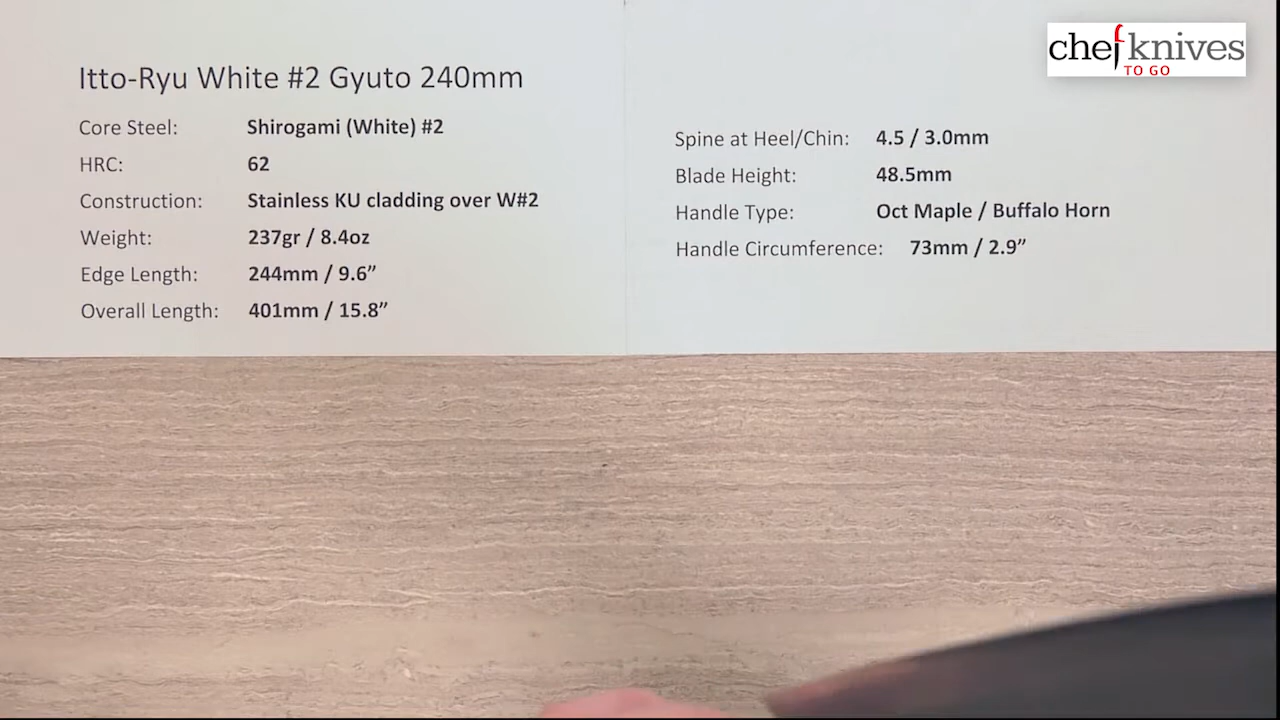 chefknives
TO GO
Itto-Ryu White #2 Gyuto 240mm
Core Steel: Shirogami (White) #2
HRC: 62
Construction: Stainless KU cladding over W#2
Weight: 237gr / 8.4oz
Edge Length: 244mm / 9.6”
Overall Length: 401mm / 15.8”
Spine at Heel/Chin: 4.5 / 3.0mm
Blade Height: 48.5mm
Handle Type: Oct Maple / Buffalo Horn
Handle Circumference: 73mm / 2.9”